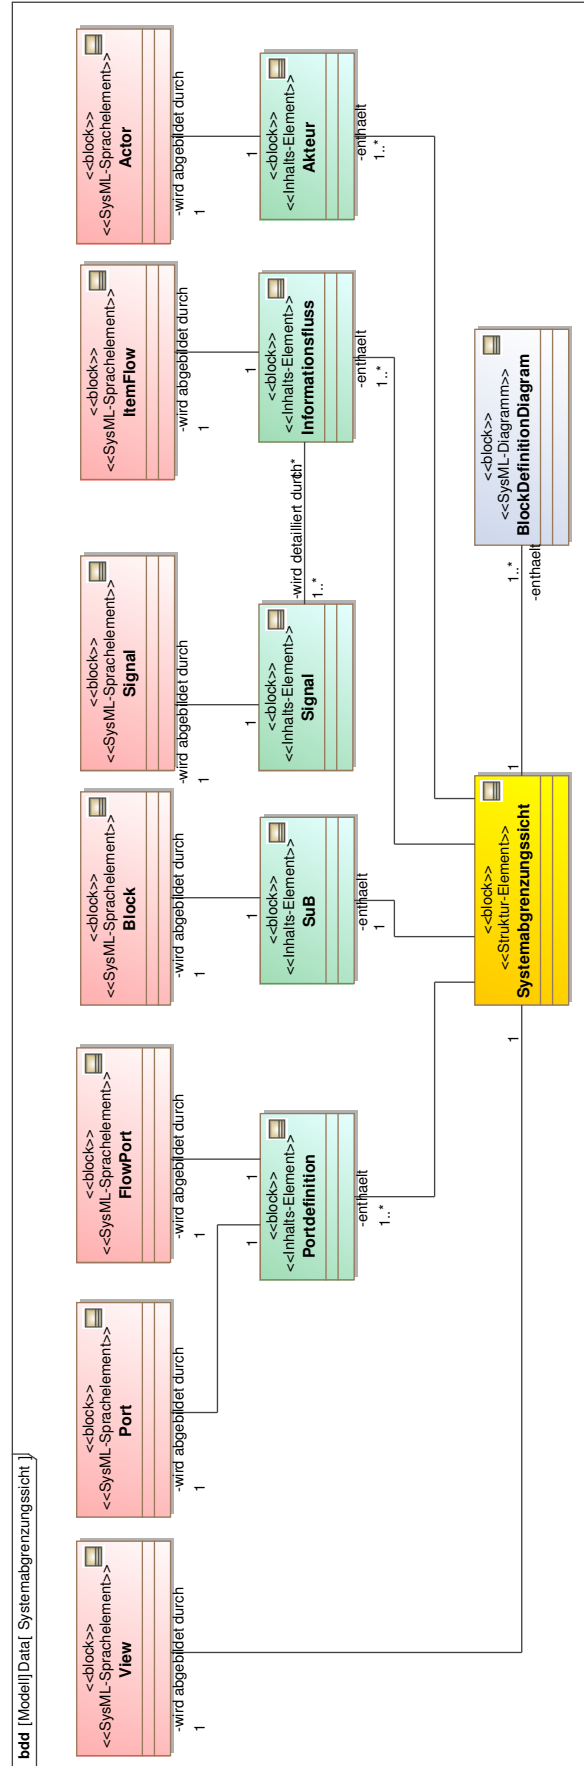 bdd [Modell] Data[ Systemabgrenzungssicht ]
<<block>>
<<SysML-Sprachelement>>
View
-wird abgebildet durch
1
<<block>>
<<SysML-Sprachelement>>
Port
-wird abgebildet durch
1
<<block>>
<<SysML-Sprachelement>>
FlowPort
-wird abgebildet durch
1
<<block>>
<<SysML-Sprachelement>>
Block
-wird abgebildet durch
1
<<block>>
<<SysML-Sprachelement>>
Signal
-wird abgebildet durch
1
<<block>>
<<SysML-Sprachelement>>
ItemFlow
-wird abgebildet durch
1
<<block>>
<<SysML-Sprachelement>>
Actor
-wird abgebildet durch
1
1
1
<<block>>
<<Inhalts-Element>>
Portdefinition
-enthaelt
1..*
1
<<block>>
<<Inhalts-Element>>
SuB
-enthaelt
1
1
<<block>>
<<Inhalts-Element>>
Signal
-wird detailliert durch
1..*
*
1
<<block>>
<<Inhalts-Element>>
Informationsfluss
-enthaelt
1..*
1
<<block>>
<<Inhalts-Element>>
Akteur
-enthaelt
1..*
1
<<block>>
<<Struktur-Element>>
Systemabgrenzungssicht
1
1..*
-enthaelt
<<block>>
<<SysML-Diagramm>>
BlockDefinitionDiagram